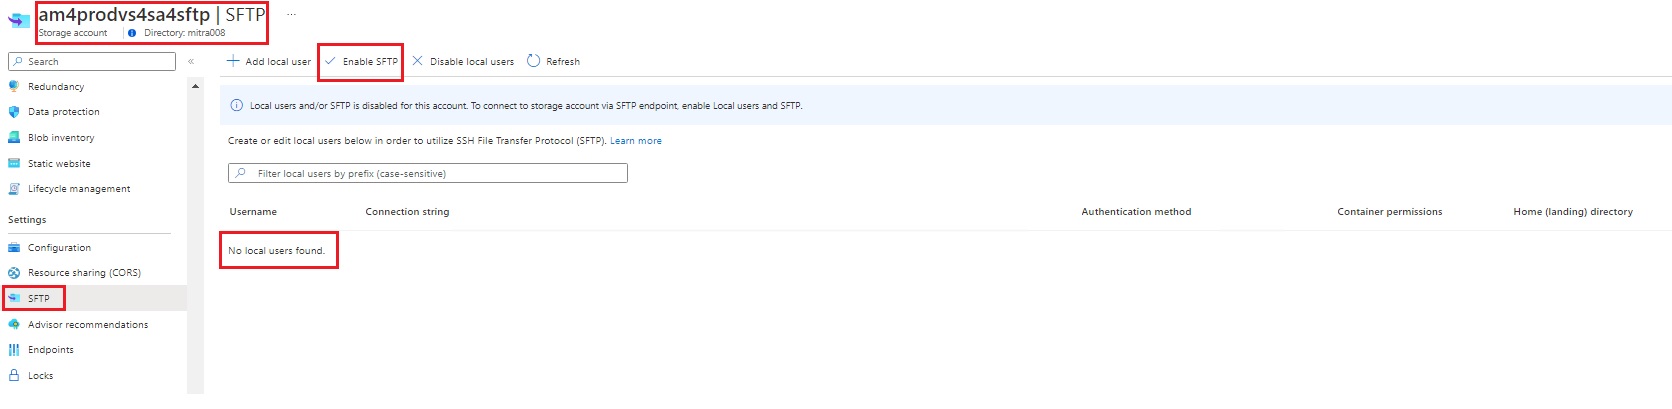 am4prodvs4sa4sftp | SFTP ...
Storage account Directory: mitra008
Search «
Redundancy
Data protection
Blob inventory
Static website
Lifecycle management
Settings
Configuration
Resource sharing (CORS)
SFTP
Advisor recommendations
Endpoints
Locks
Add local user Enable SFTP Disable local users Refresh
Local users and/or SFTP is disabled for this account. To connect to storage account via SFTP endpoint, enable Local users and SFTP.
Create or edit local users below in order to utilize SSH File Transfer Protocol (SFTP). Learn more
Filter local users by prefix (case-sensitive)
Username Connection string Authentication method Container permissions Home (landing) directory
No local users found.